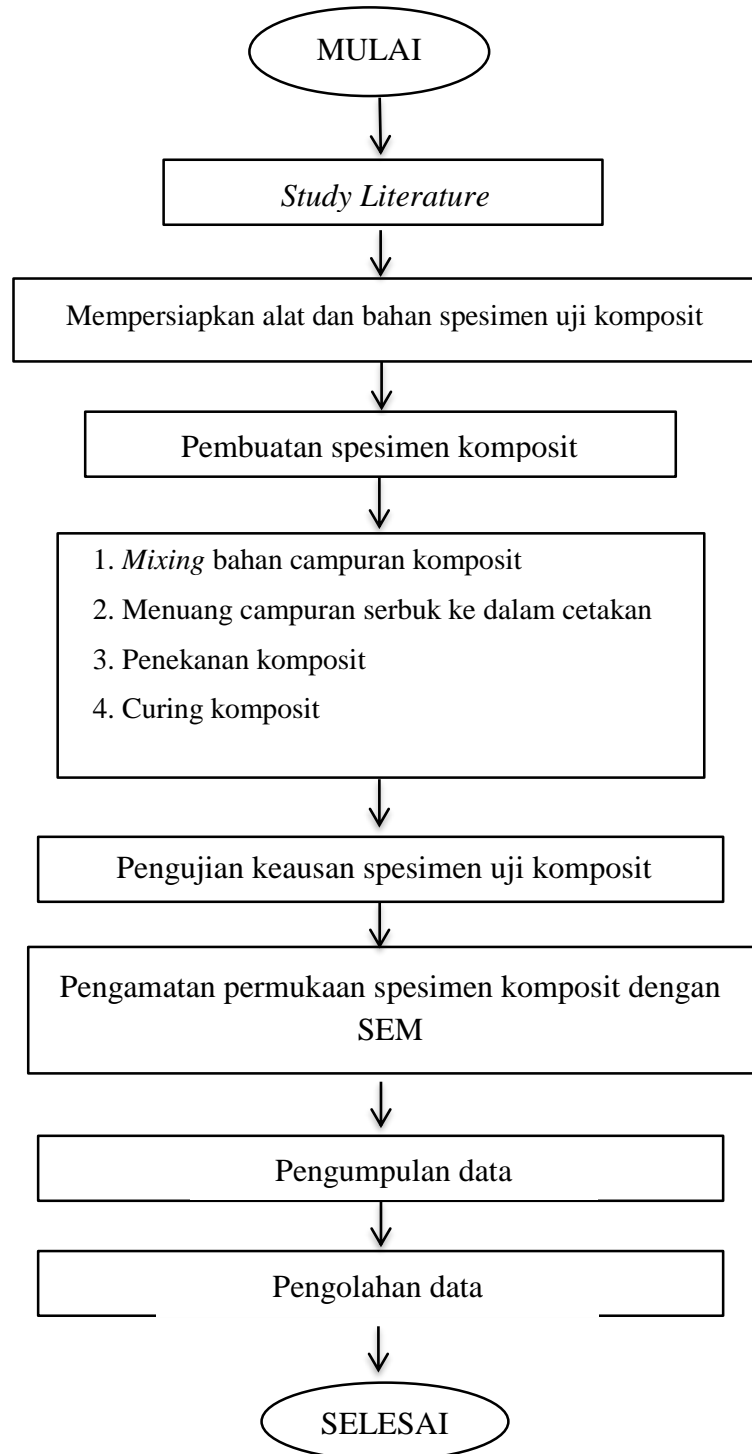 MULAI
Study Literature
Mempersiapkan alat dan bahan spesimen uji komposit
Pembuatan spesimen komposit
1. Mixing bahan campuran komposit
2. Menuang campuran serbuk ke dalam cetakan
3. Penekanan komposit
4. Curing komposit
Pengujian keausan spesimen uji komposit
Pengamatan permukaan spesimen komposit dengan
SEM
Pengumpulan data
Pengolahan data
SELESAI